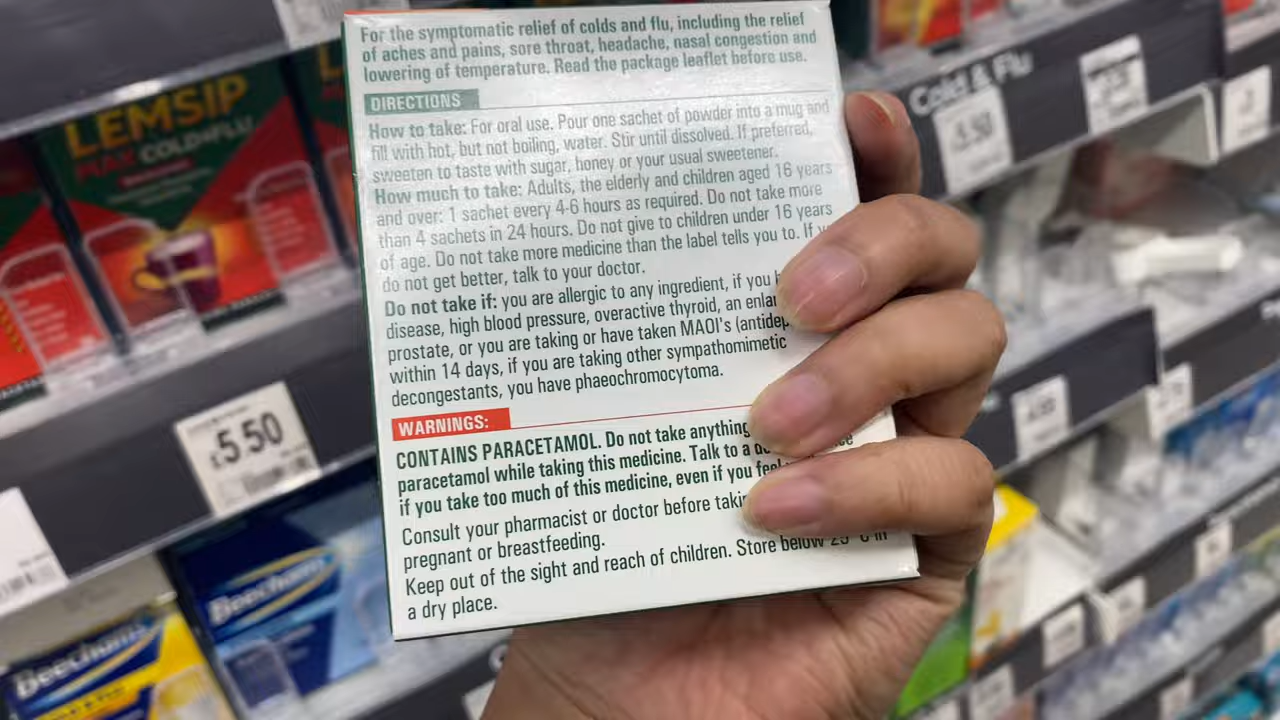 For the symptomatic relief of colds and flu, including the relief
of aches and pains, sore throat, headache, nasal congestion and
lowering of temperature. Read the package leaflet before use.
DIRECTIONS
How to take: For oral use. Pour one sachet of powder into a mug and
fill with hot, but not boiling, water. Stir until dissolved. If preferred,
sweeten to taste with sugar, honey or your usual sweetener.
How much to take: Adults, the elderly and children aged 16 years
and over: 1 sachet every 4-6 hours as required. Do not take more
than 4 sachets in 24 hours. Do not give to children under 16 years
of age. Do not take more medicine than the label tells you to. If
do not get better, talk to your doctor.
Do not take if: you are allergic to any ingredient, if you
disease, high blood pressure, overactive thyroid, an
prostate, or you are taking or have taken MAOI's
within 14 days, if you are taking other sympathomimetic
decongestants, you have phaeochromocytoma.
WARNINGS:
CONTAINS PARACETAMOL. Do not take anything
paracetamol while taking this medicine. Talk to a
if you take too much of this medicine, even if you
Consult your pharmacist or doctor before
pregnant or breastfeeding.
Keep out of the sight and reach of children. Store below 25°C in
a dry place.
LEMSIP
MAX COLD & FLU
£5.50
Beechams
Beechams
Cold & Flu
5.50